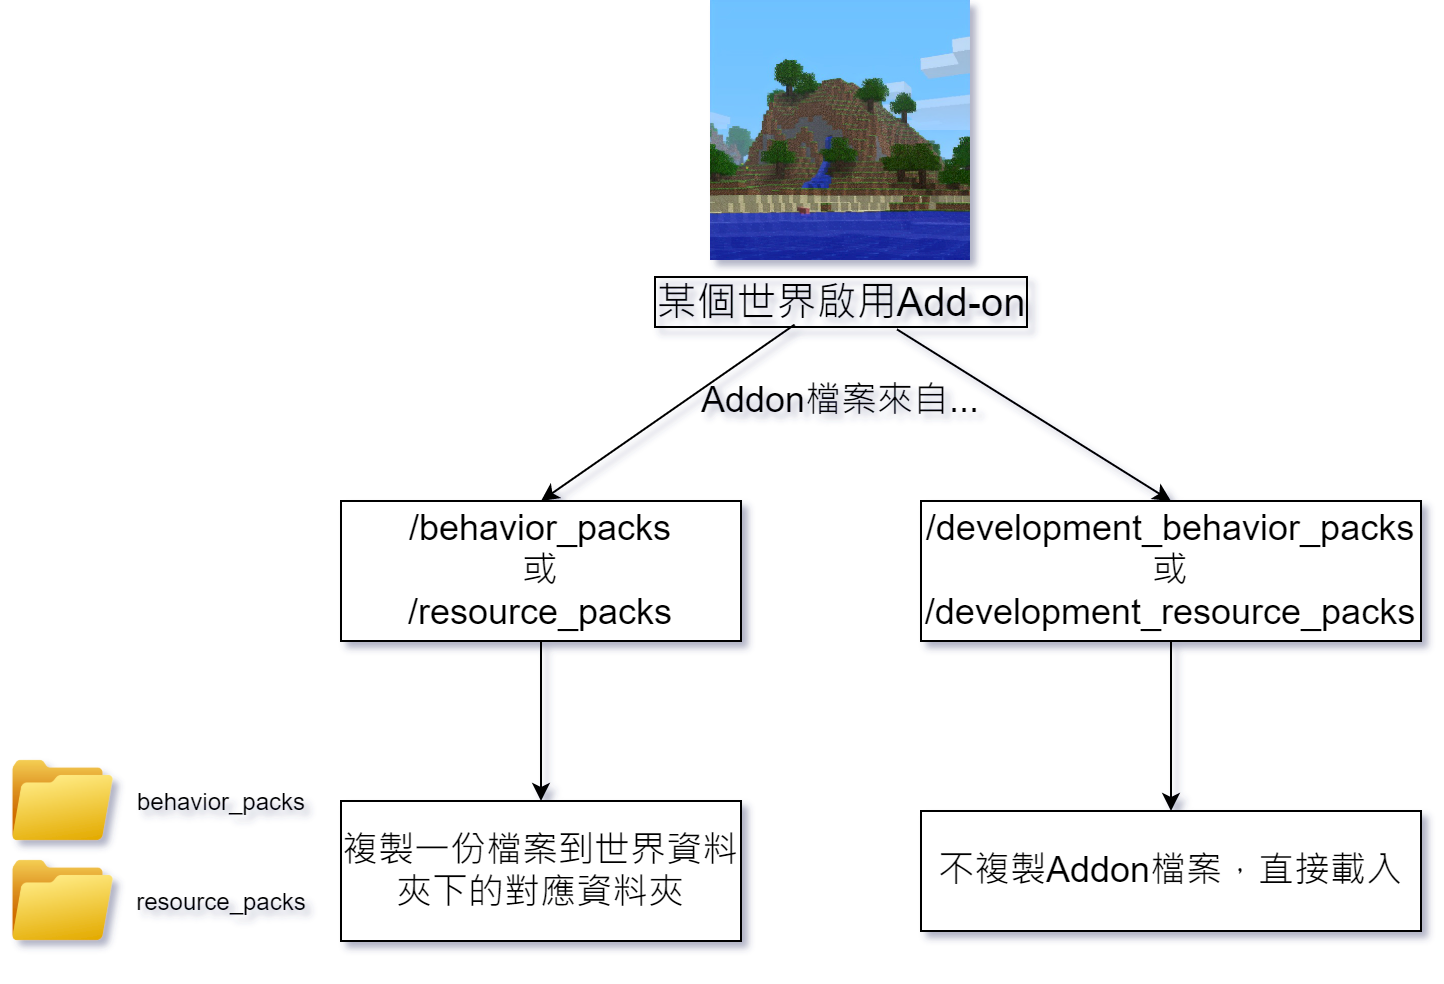 某個世界啟用Add-on
Addon檔案來自...
/behavior_packs
或
/resource_packs
/development_behavior_packs
或
/development_resource_packs
behavior_packs
resource_packs
複製一份檔案到世界資料
夾下的對應資料夾
不複製Addon檔案，直接載入